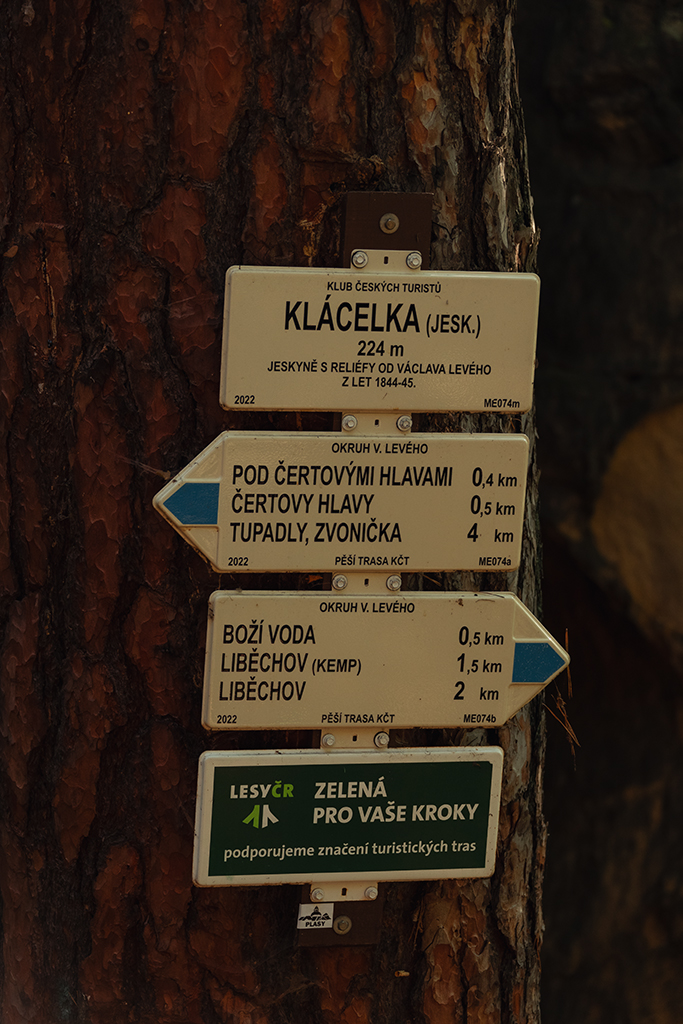 KLUB ČESKÝCH TURISTŮ
KLÁCELKA (JESK.)
224 m
JESKYNĚ S RELIÉFY OD VÁCLAVA LEVÉHO
Z LET 1844-45.
2022 ME074m
OKRUH V. LEVÉHO
POD ČERTOVÝMI HLAVAMI 0,4 km
ČERTOVY HLAVY 0,5 km
TUPADLY, ZVONIČKA 4 km
2022 PĚŠÍ TRASA KČT ME074a
OKRUH V. LEVÉHO
BOŽÍ VODA 0,5 km
LIBĚCHOV (KEMP) 1,5 km
LIBĚCHOV 2 km
2022 PĚŠÍ TRASA KČT ME074b
LESYČR ZELENÁ
PRO VAŠE KROKY
podporujeme značení turistických tras
PLASY